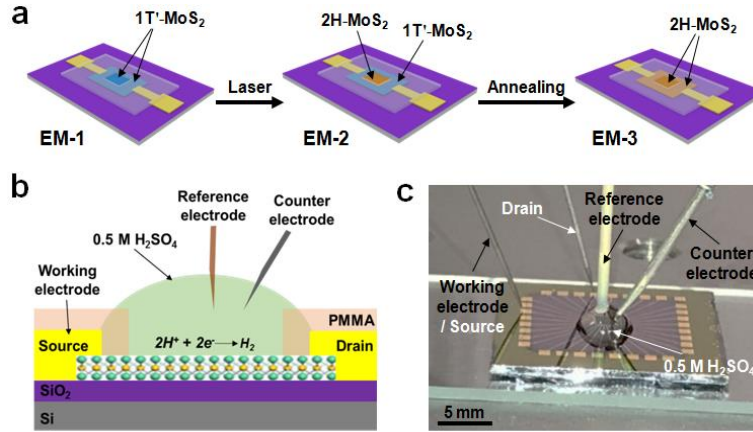 a
1T'-MoS₂
2H-MoS₂
1T'-MoS₂
2H-MoS₂
Laser
Annealing
EM-1
EM-2
EM-3
b
Reference
electrode
Counter
electrode
0.5 M H₂SO₄
Working
electrode
PMMA
Source
2H⁺ + 2e⁻ → H₂
Drain
SiO₂
Si
c
Reference
electrode
Drain
Counter
electrode
Working
electrode
/ Source
0.5 M H₂SO₄
5 mm